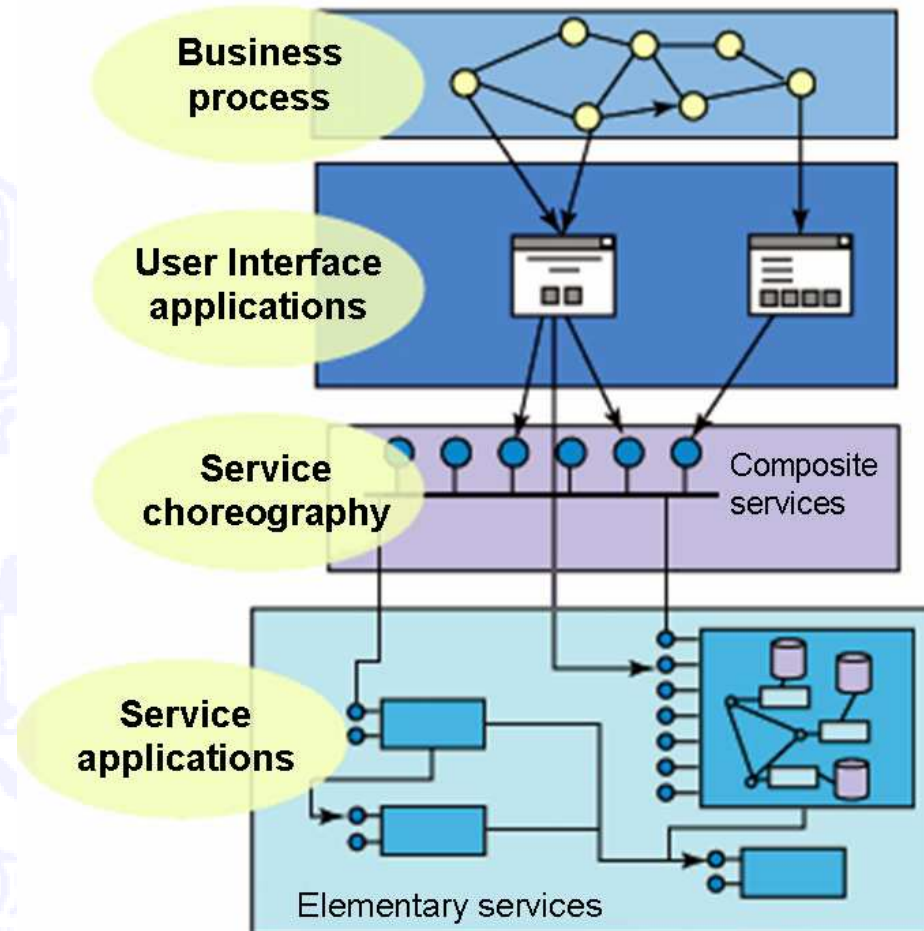 Business
process
User Interface
applications
Service
choreography
Composite
services
Service
applications
Elementary services